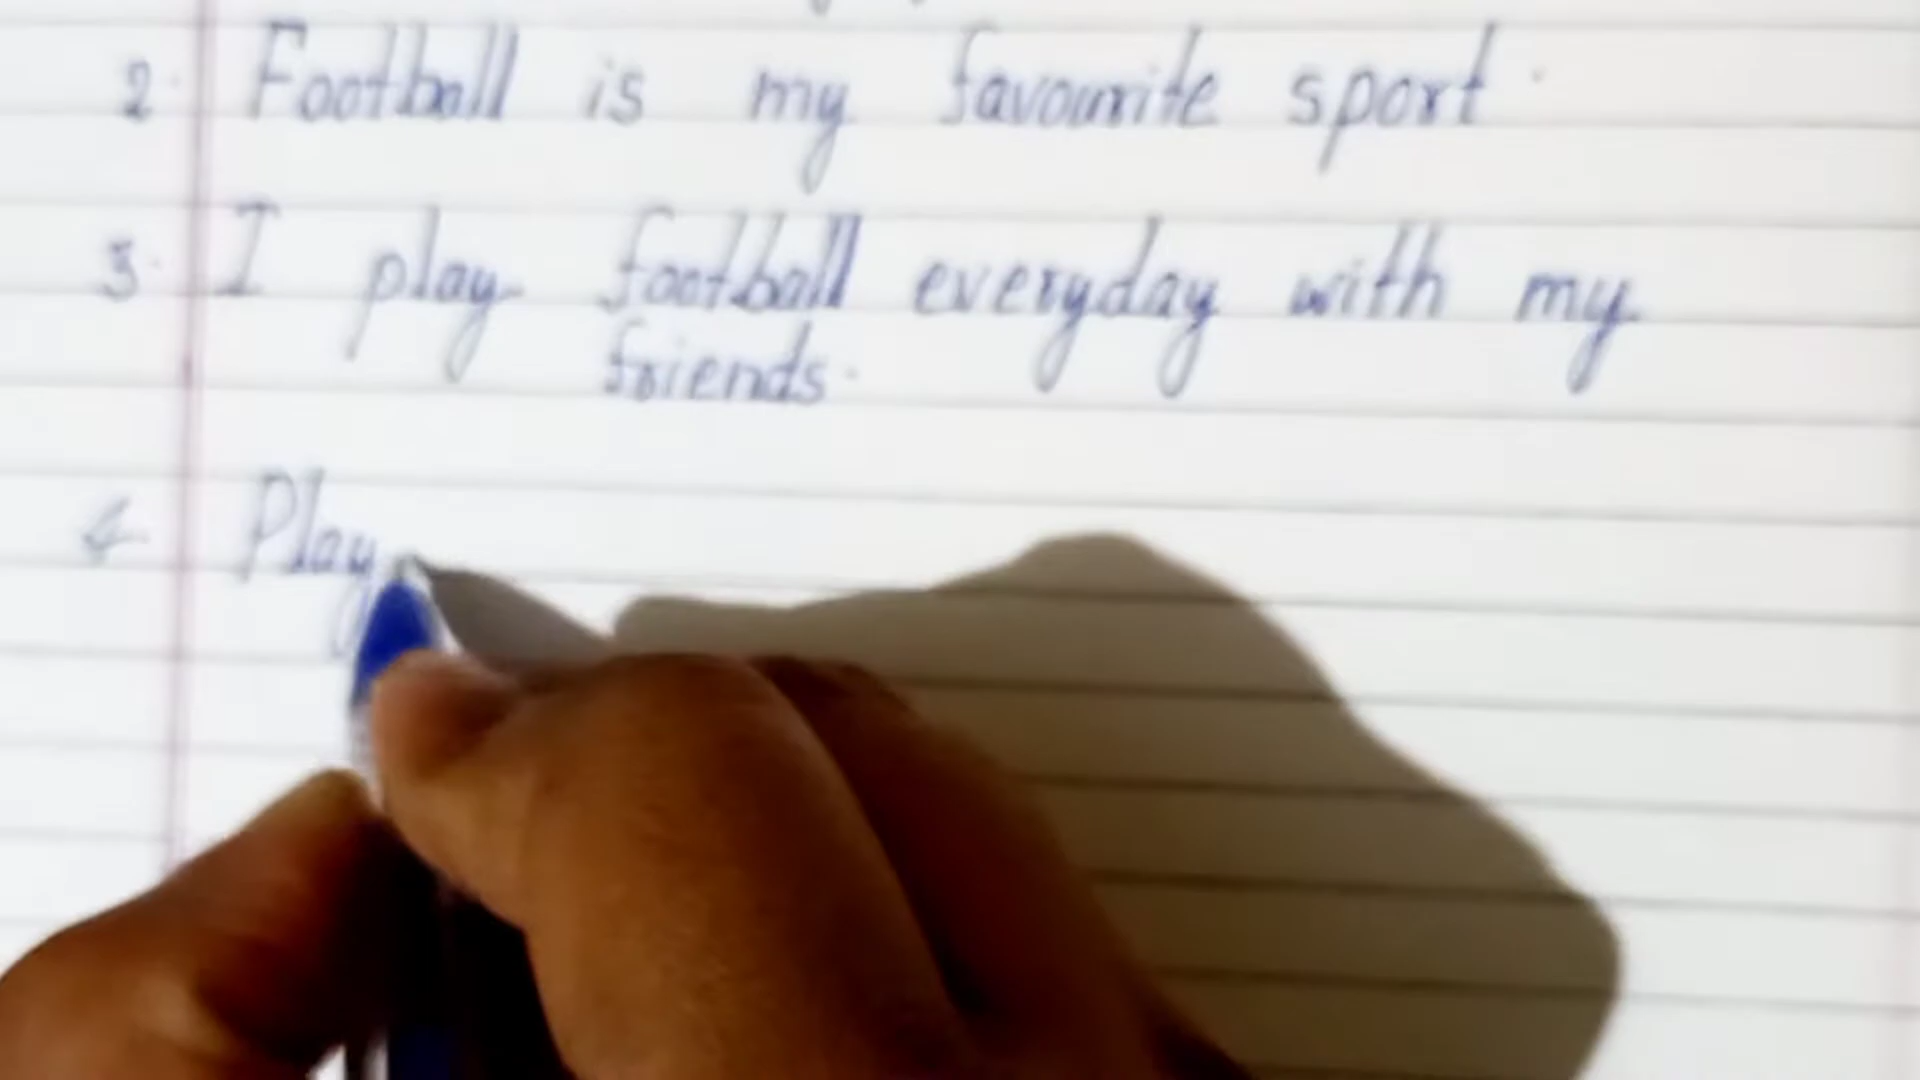 2. Football is my favourite sport.
3. I play football everyday with my
friends.
4. Play